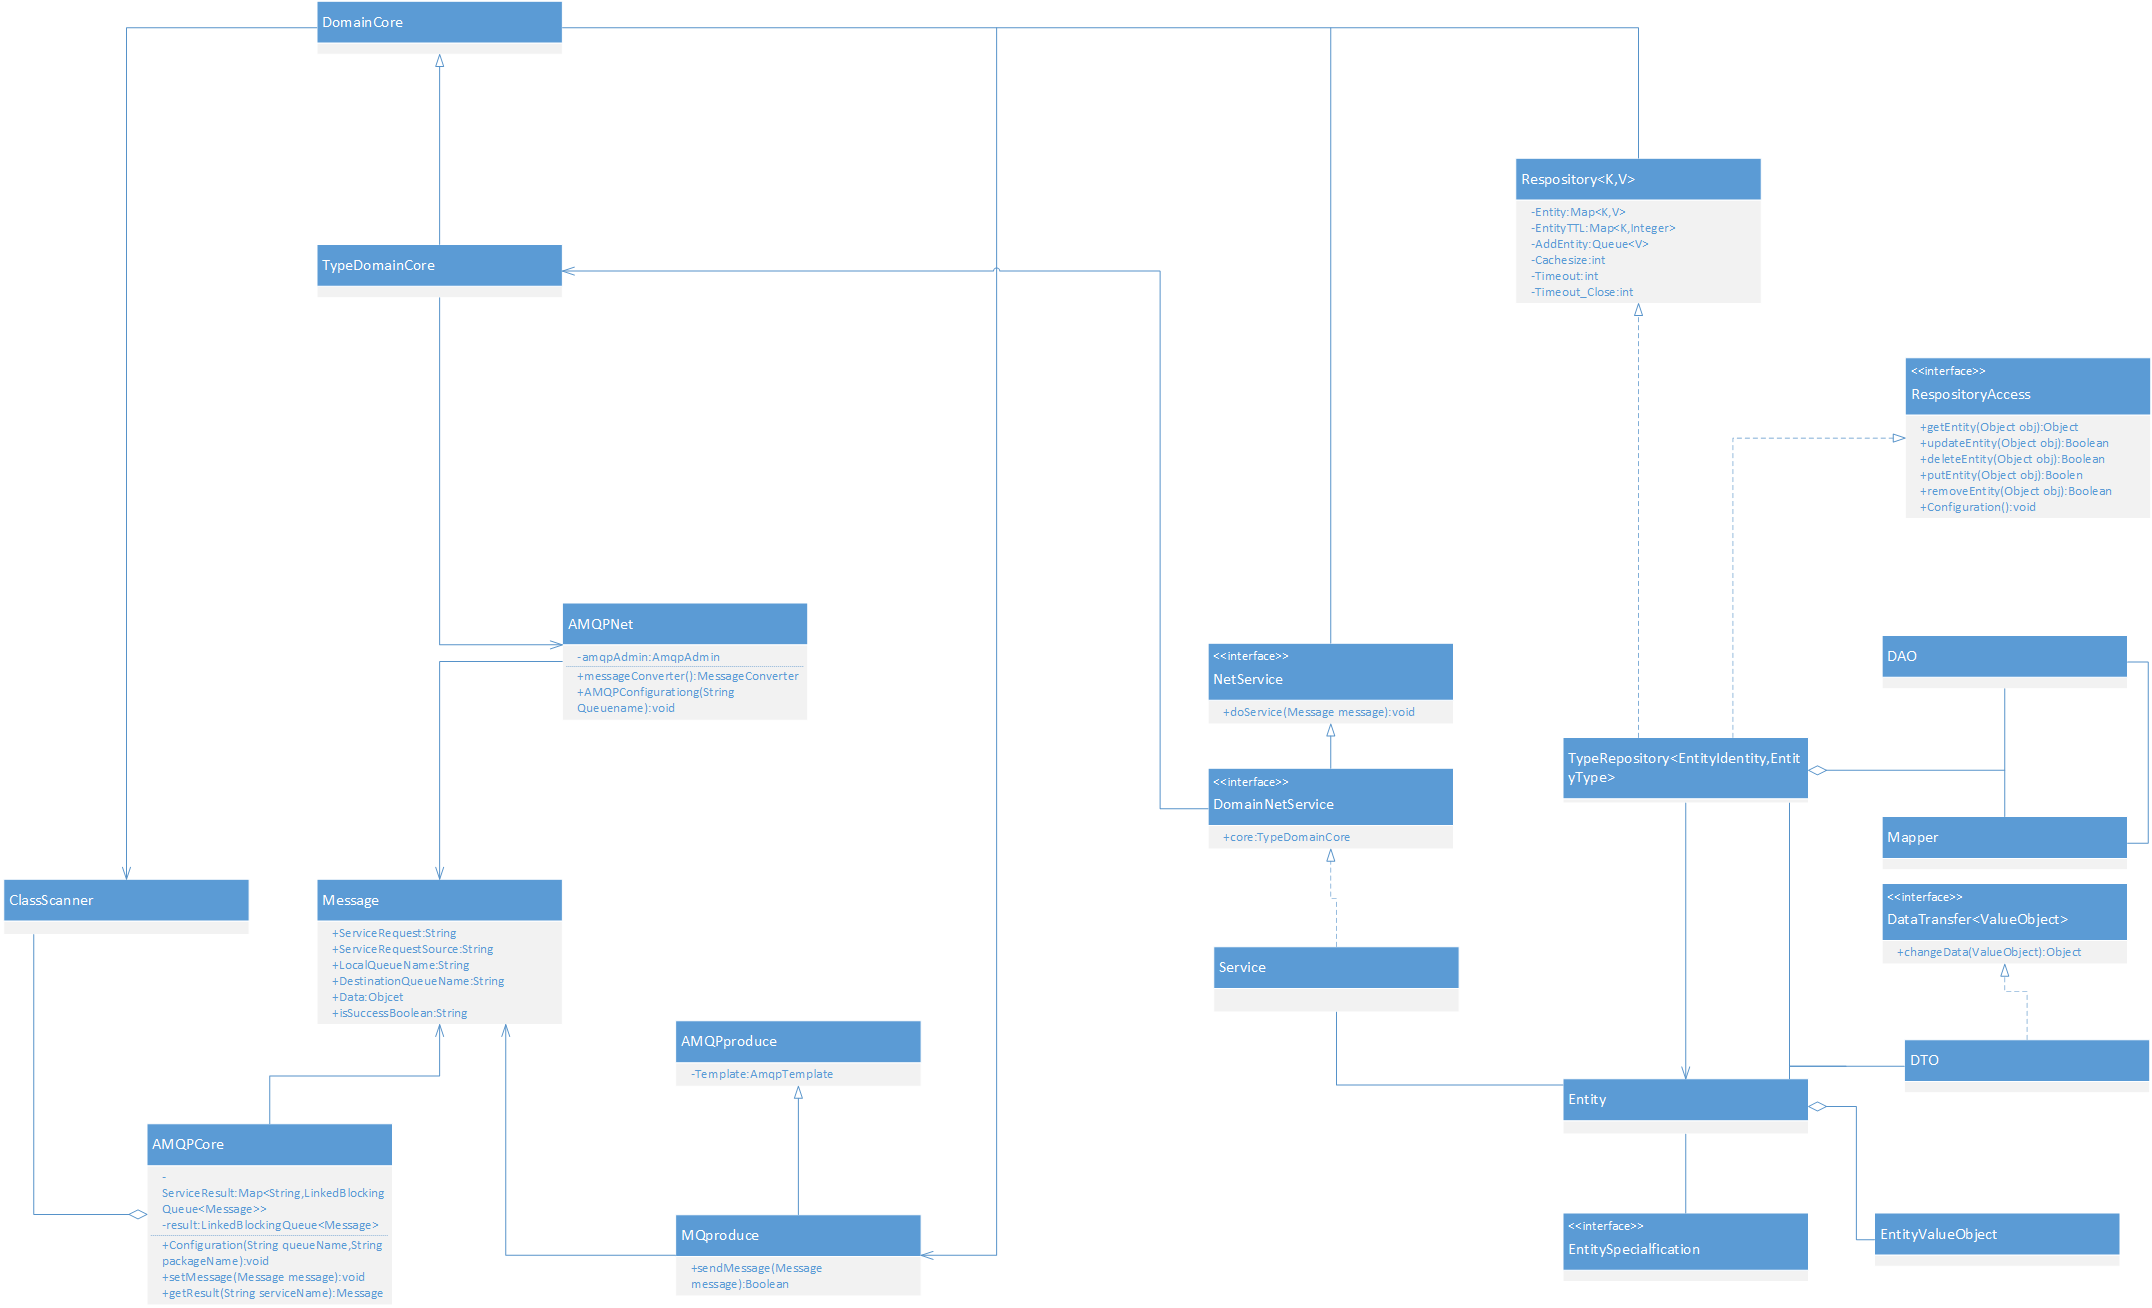 DomainCore
Respository<K,V>
-Entity:Map<K,V>
-EntityTTL:Map<K,Integer>
-AddEntity:Queue<V>
-Cachesize:int
-Timeout:int
-Timeout_Close:int
TypeDomainCore
<<interface>>
RespositoryAccess
+getEntity(Object obj):Object
+updateEntity(Object obj):Boolean
+deleteEntity(Object obj):Boolean
+putEntity(Object obj):Boolen
+removeEntity(Object obj):Boolean
+Configuration():void
AMQPNet
-amqpAdmin:AmqpAdmin
+messageConverter():MessageConverter
+AMQPConfigurationg(String
Queuename):void
<<interface>>
NetService
+doService(Message message):void
DAO
TypeRepository<EntityIdentity,Entit
yType>
<<interface>>
DomainNetService
+core:TypeDomainCore
Mapper
ClassScanner
Message
+ServiceRequest:String
+ServiceRequestSource:String
+LocalQueueName:String
+DestinationQueueName:String
+Data:Objcet
+isSuccessBoolean:String
<<interface>>
DataTransfer<ValueObject>
+changeData(ValueObject):Object
Service
AMQPproduce
-Template:AmqpTemplate
DTO
Entity
AMQPCore
-
ServiceResult:Map<String,LinkedBlocking
Queue<Message>>
-result:LinkedBlockingQueue<Message>
+Configuration(String queueName,String
packageName):void
+setMessage(Message message):void
+getResult(String serviceName):Message
MQproduce
+sendMessage(Message
message):Boolean
<<interface>>
EntitySpecialfication
EntityValueObject